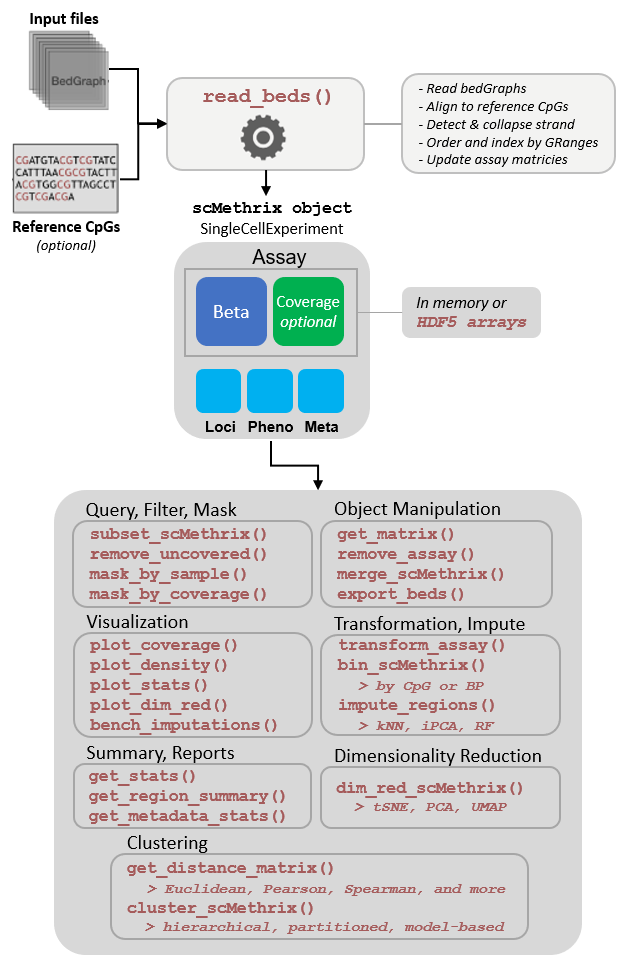 Input files
BedGraph
CGATGTACGTCGTATC
CATTTAACGCGTACTT
ACGTGGCGTTAGCCT
CGTCGACGA
Reference CpGs
(optional)
read_beds()
- Read bedGraphs
- Align to reference CpGs
- Detect & collapse strand
- Order and index by GRanges
- Update assay matricies
scMethrix object
SingleCellExperiment
Assay
Beta
Coverage
optional
In memory or
HDF5 arrays
Loci
Pheno
Meta
Query, Filter, Mask
subset_scMethrix()
remove_uncovered()
mask_by_sample()
mask_by_coverage()
Object Manipulation
get_matrix()
remove_assay()
merge_scMethrix()
export_beds()
Visualization
plot_coverage()
plot_density()
plot_stats()
plot_dim_red()
bench_imputations()
Transformation, Impute
transform_assay()
bin_scMethrix()
> by CpG or BP
impute_regions()
> kNN, iPCA, RF
Summary, Reports
get_stats()
get_region_summary()
get_metadata_stats()
Dimensionality Reduction
dim_red_scMethrix()
> tSNE, PCA, UMAP
Clustering
get_distance_matrix()
> Euclidean, Pearson, Spearman, and more
cluster_scMethrix()
> hierarchical, partitioned, model-based